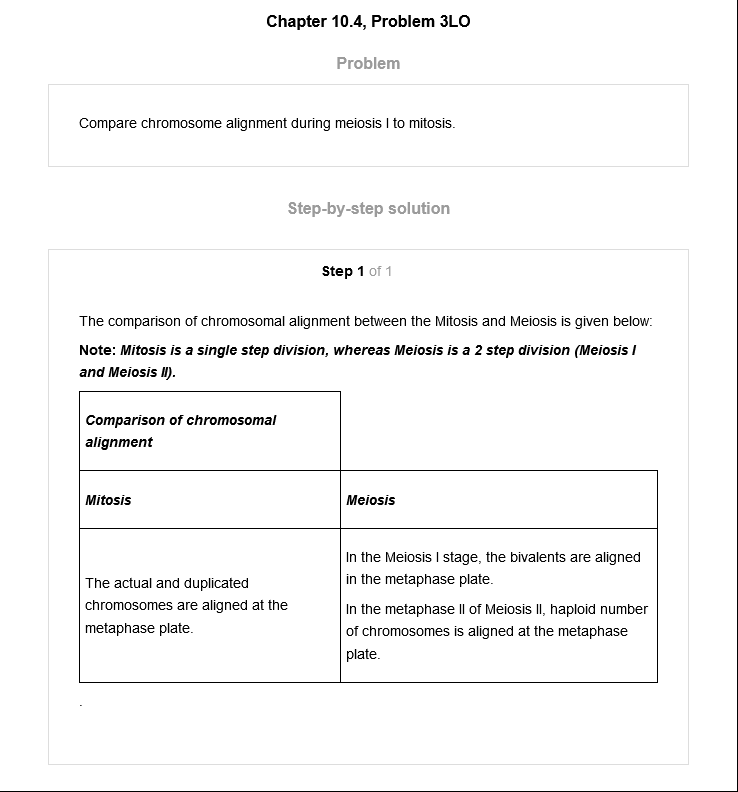 Chapter 10.4, Problem 3LO
Problem
Compare chromosome alignment during meiosis I to mitosis.
Step-by-step solution
Step 1 of 1
The comparison of chromosomal alignment between the Mitosis and Meiosis is given below:
Note: Mitosis is a single step division, whereas Meiosis is a 2 step division (Meiosis I
and Meiosis II).
Comparison of chromosomal
alignment
Mitosis
Meiosis
The actual and duplicated
chromosomes are aligned at the
metaphase plate.
In the Meiosis I stage, the bivalents are aligned
in the metaphase plate.
In the metaphase II of Meiosis II, haploid number
of chromosomes is aligned at the metaphase
plate.
.